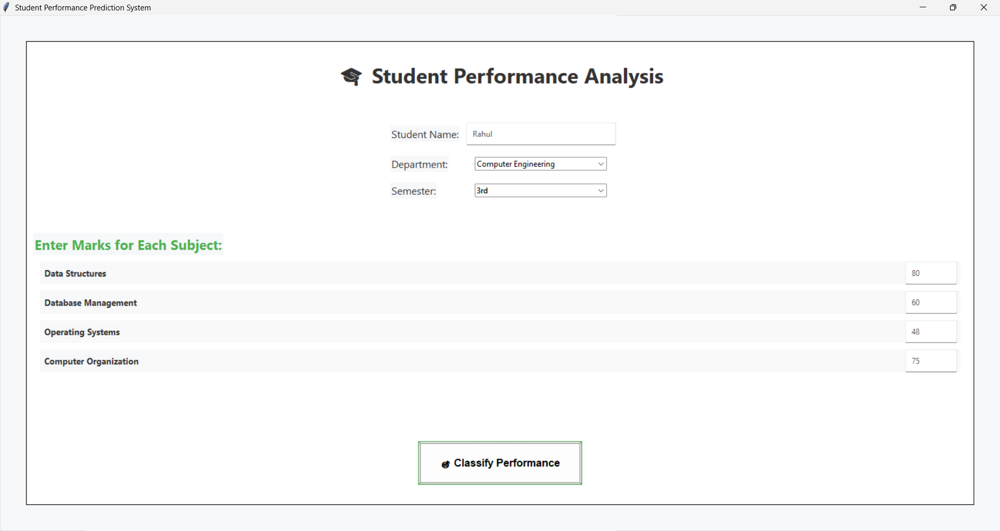 Student Performance Prediction System
Student Performance Analysis
Student Name: Rahul
Department: Computer Engineering
Semester: 3rd
Enter Marks for Each Subject:
Data Structures 80
Database Management 60
Operating Systems 48
Computer Organization 75
Classify Performance